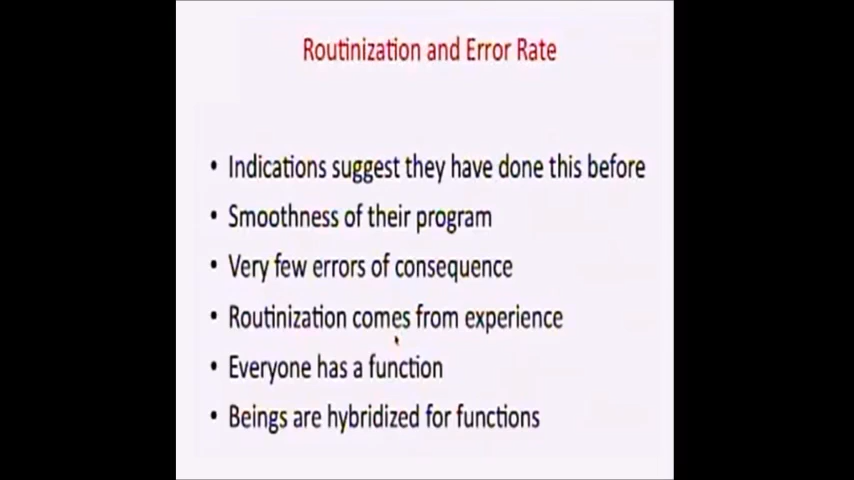 Routinization and Error Rate
• Indications suggest they have done this before
• Smoothness of their program
• Very few errors of consequence
• Routinization comes from experience
• Everyone has a function
• Beings are hybridized for functions